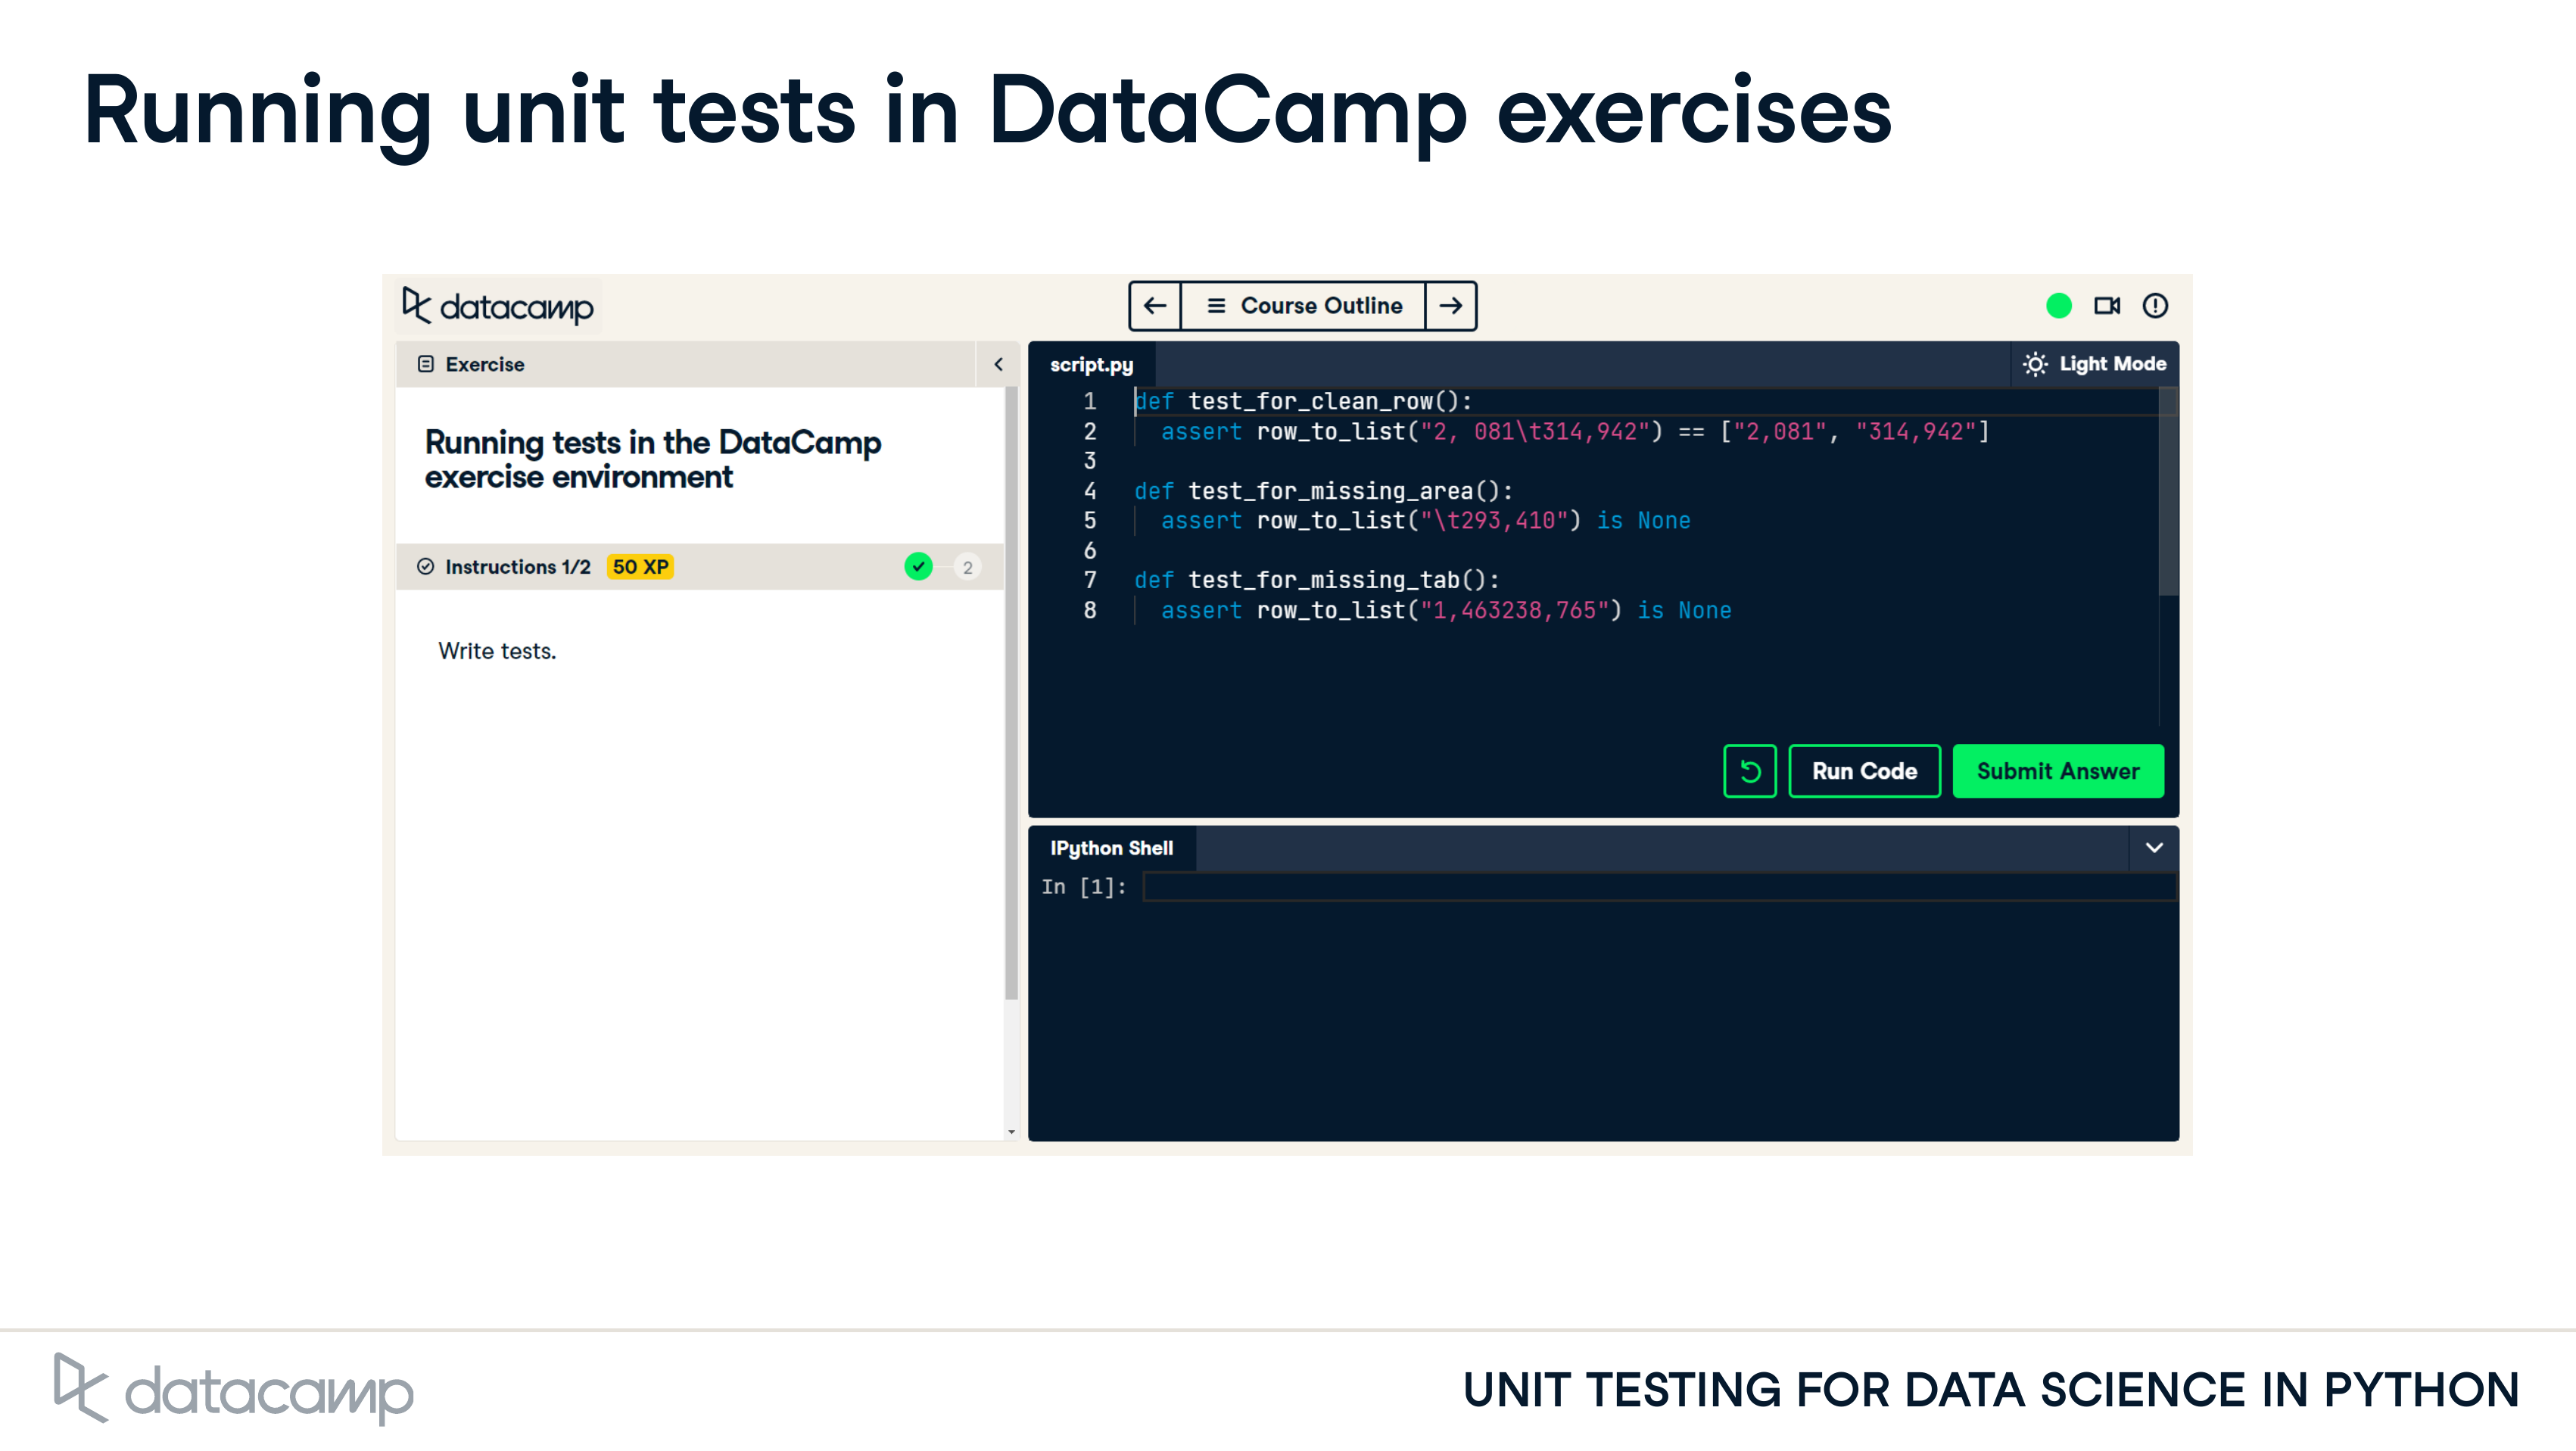 Running unit tests in DataCamp exercises
datacamp
Course Outline
Exercise
Running tests in the DataCamp
exercise environment
Instructions 1/2 50 XP 2
Write tests.
script.py
Light Mode
1 def test_for_clean_row():
2 assert row_to_list("2, 081\t314,942") == ["2,081", "314,942"]
3
4 def test_for_missing_area():
5 assert row_to_list("\t293,410") is None
6
7 def test_for_missing_tab():
8 assert row_to_list("1,463238,765") is None
Run Code
Submit Answer
IPython Shell
In [1]:
datacamp
UNIT TESTING FOR DATA SCIENCE IN PYTHON